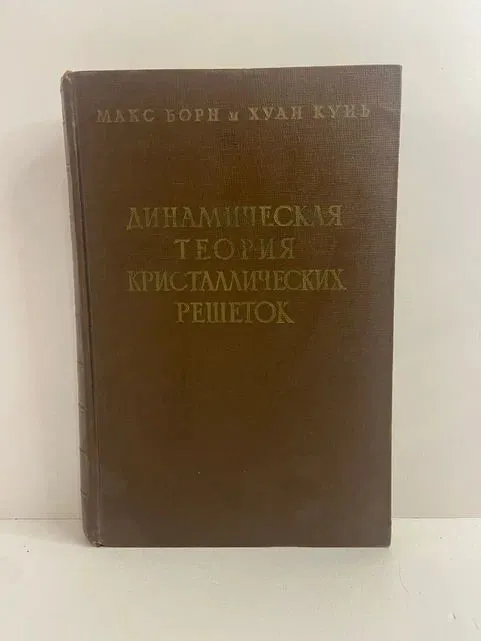 МАКС БОРН и ХУАН КУНЬ
ДИНАМИЧЕСКАЯ
ТЕОРИЯ
КРИСТАЛЛИЧЕСКИХ
РЕШЕТОК